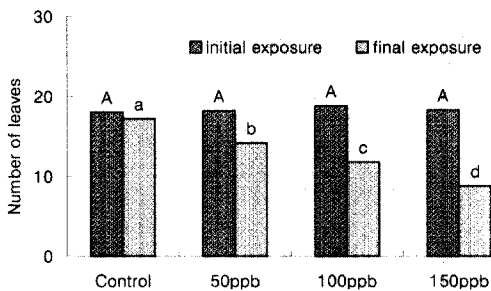 30
initial exposure final exposure
A a A b A c A d
20
10
0
Number of leaves
Control 50ppb 100ppb 150ppb